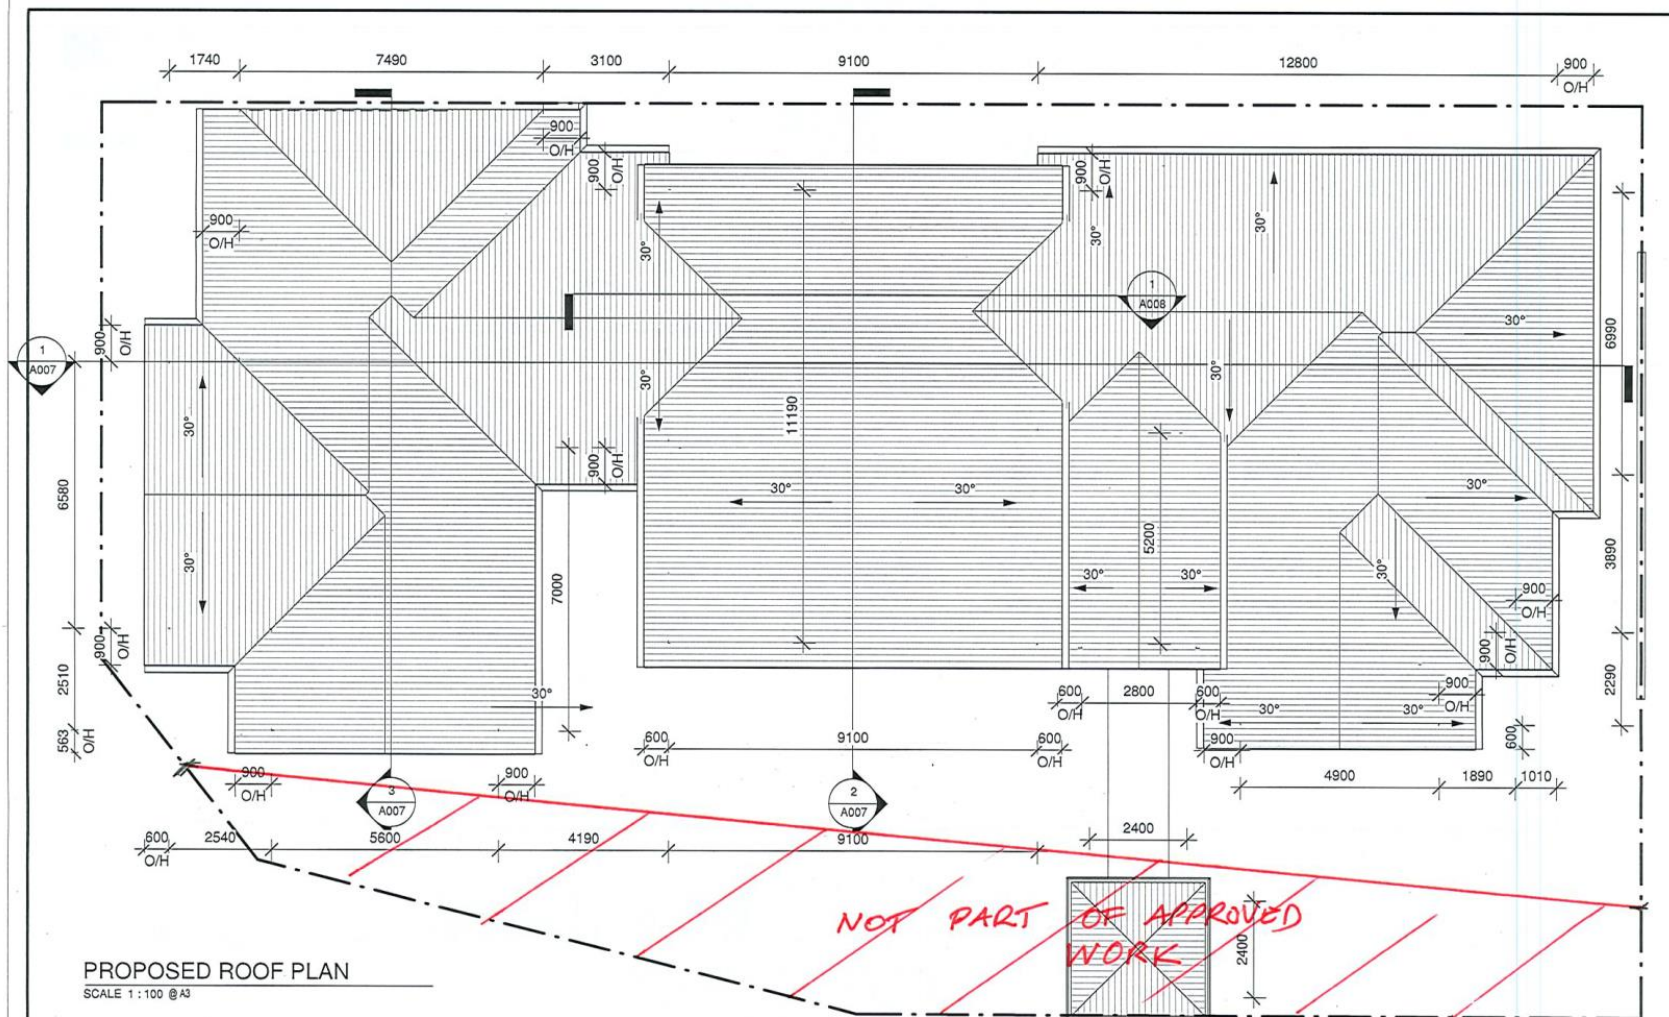 1740 7490 3100 9100 12800 900
O/H
900
O/H
900
O/H
900
O/H
900
O/H
30°
30°
30°
30°
1
A008
30°
6990
900
O/H
1
A007
30°
30°
30°
11190
900
O/H
30°
30°
30°
6580
5200
3890
30°
7000
30°
30°
30°
900
O/H
900
O/H
900
O/H
2510
30°
600
O/H
2800
600
O/H
900
O/H
2290
30°
30°
563
O/H
600
O/H
9100
600
O/H
900
O/H
600
900
O/H
3
A007
900
O/H
2
A007
4900
1890
1010
600
O/H
2540
5600
4190
9100
2400
NOT PART OF APPROVED
WORK
2400
PROPOSED ROOF PLAN
SCALE 1 : 100 @ A3